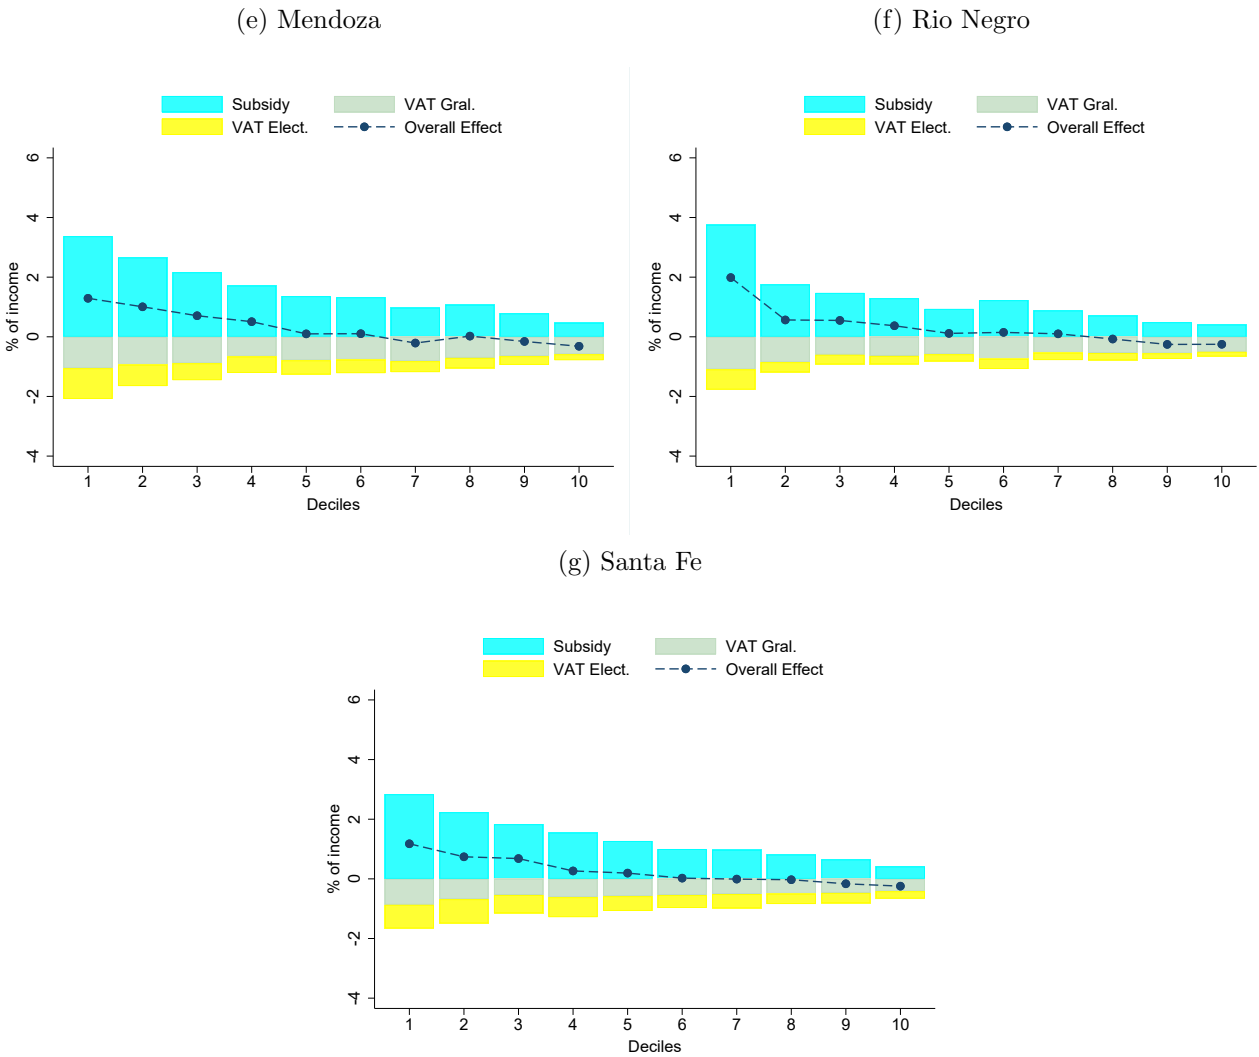 (e) Mendoza
Subsidy VAT Gral.
VAT Elect. Overall Effect
% of income
6
4
2
0
-2
-4
1 2 3 4 5 6 7 8 9 10
Deciles
(f) Rio Negro
Subsidy VAT Gral.
VAT Elect. Overall Effect
% of income
6
4
2
0
-2
-4
1 2 3 4 5 6 7 8 9 10
Deciles
(g) Santa Fe
Subsidy VAT Gral.
VAT Elect. Overall Effect
% of income
6
4
2
0
-2
-4
1 2 3 4 5 6 7 8 9 10
Deciles